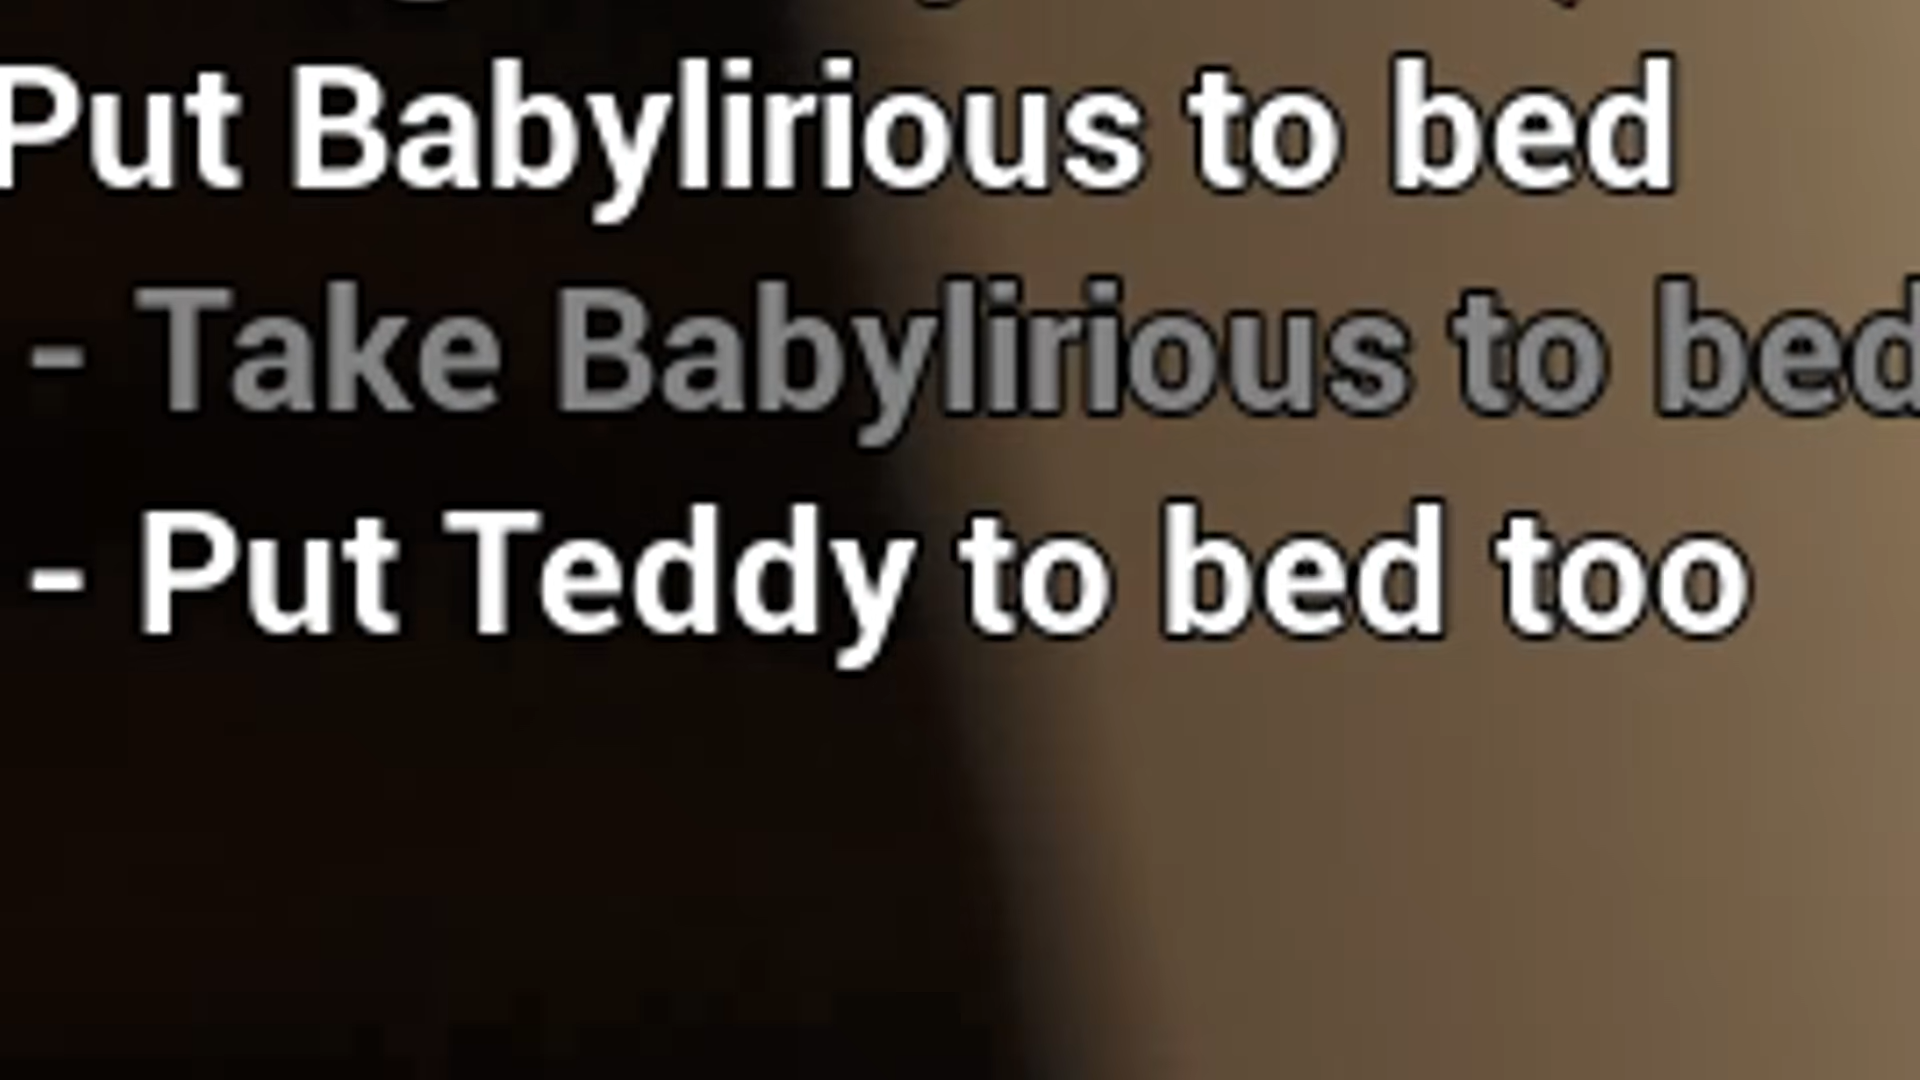 Put Babylirious to bed
- Take Babylirious to bed
- Put Teddy to bed too